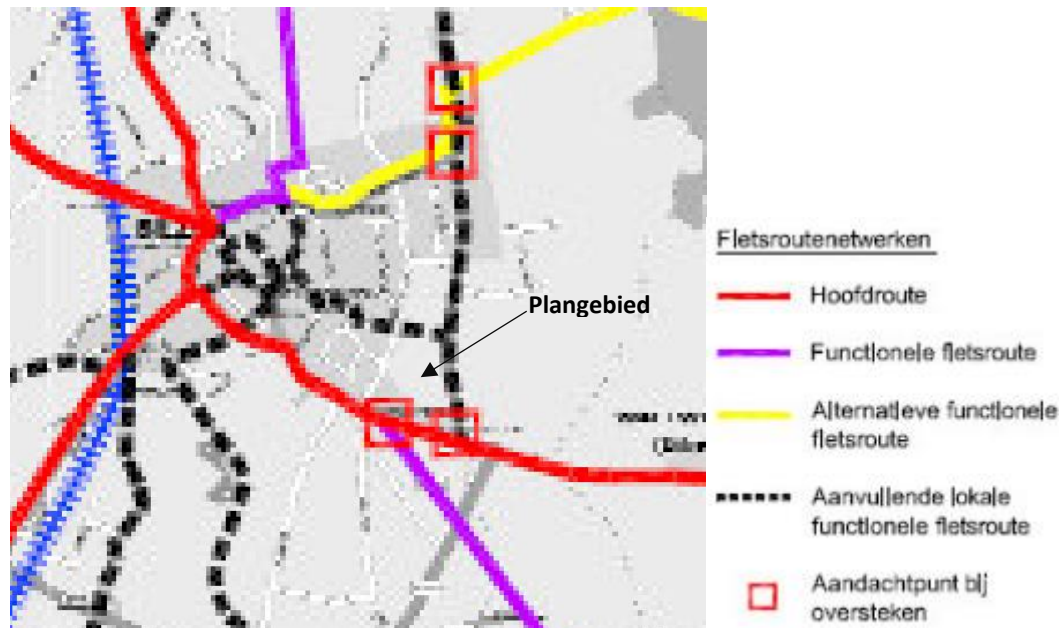 Plangebied
Fietsroutenetwerken
Hoofdroute
Functionele fietsroute
Alternatieve functionele
fietsroute
Aanvullende lokale
functionele fietsroute
Aandachtpunt bij
oversteken